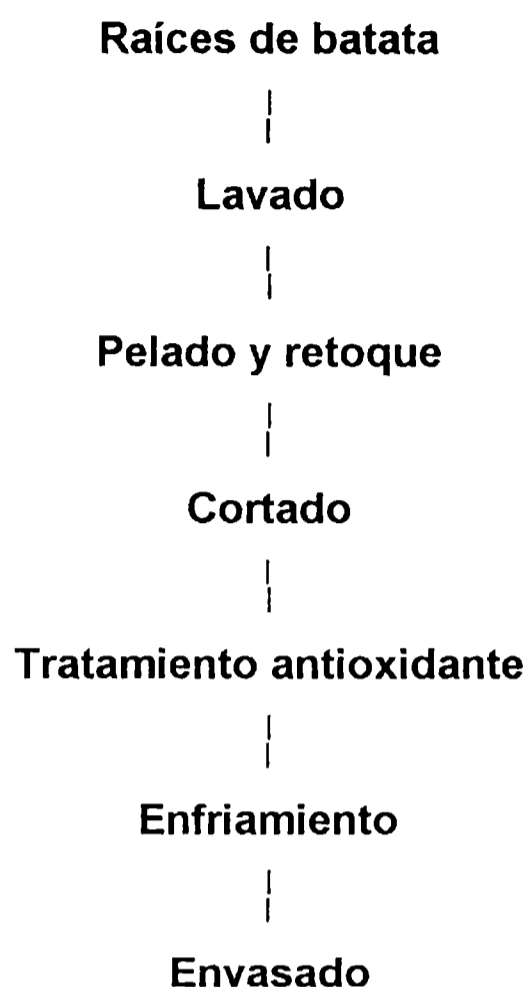 Raíces de batata
Lavado
Pelado y retoque
Cortado
Tratamiento antioxidante
Enfriamiento
Envasado